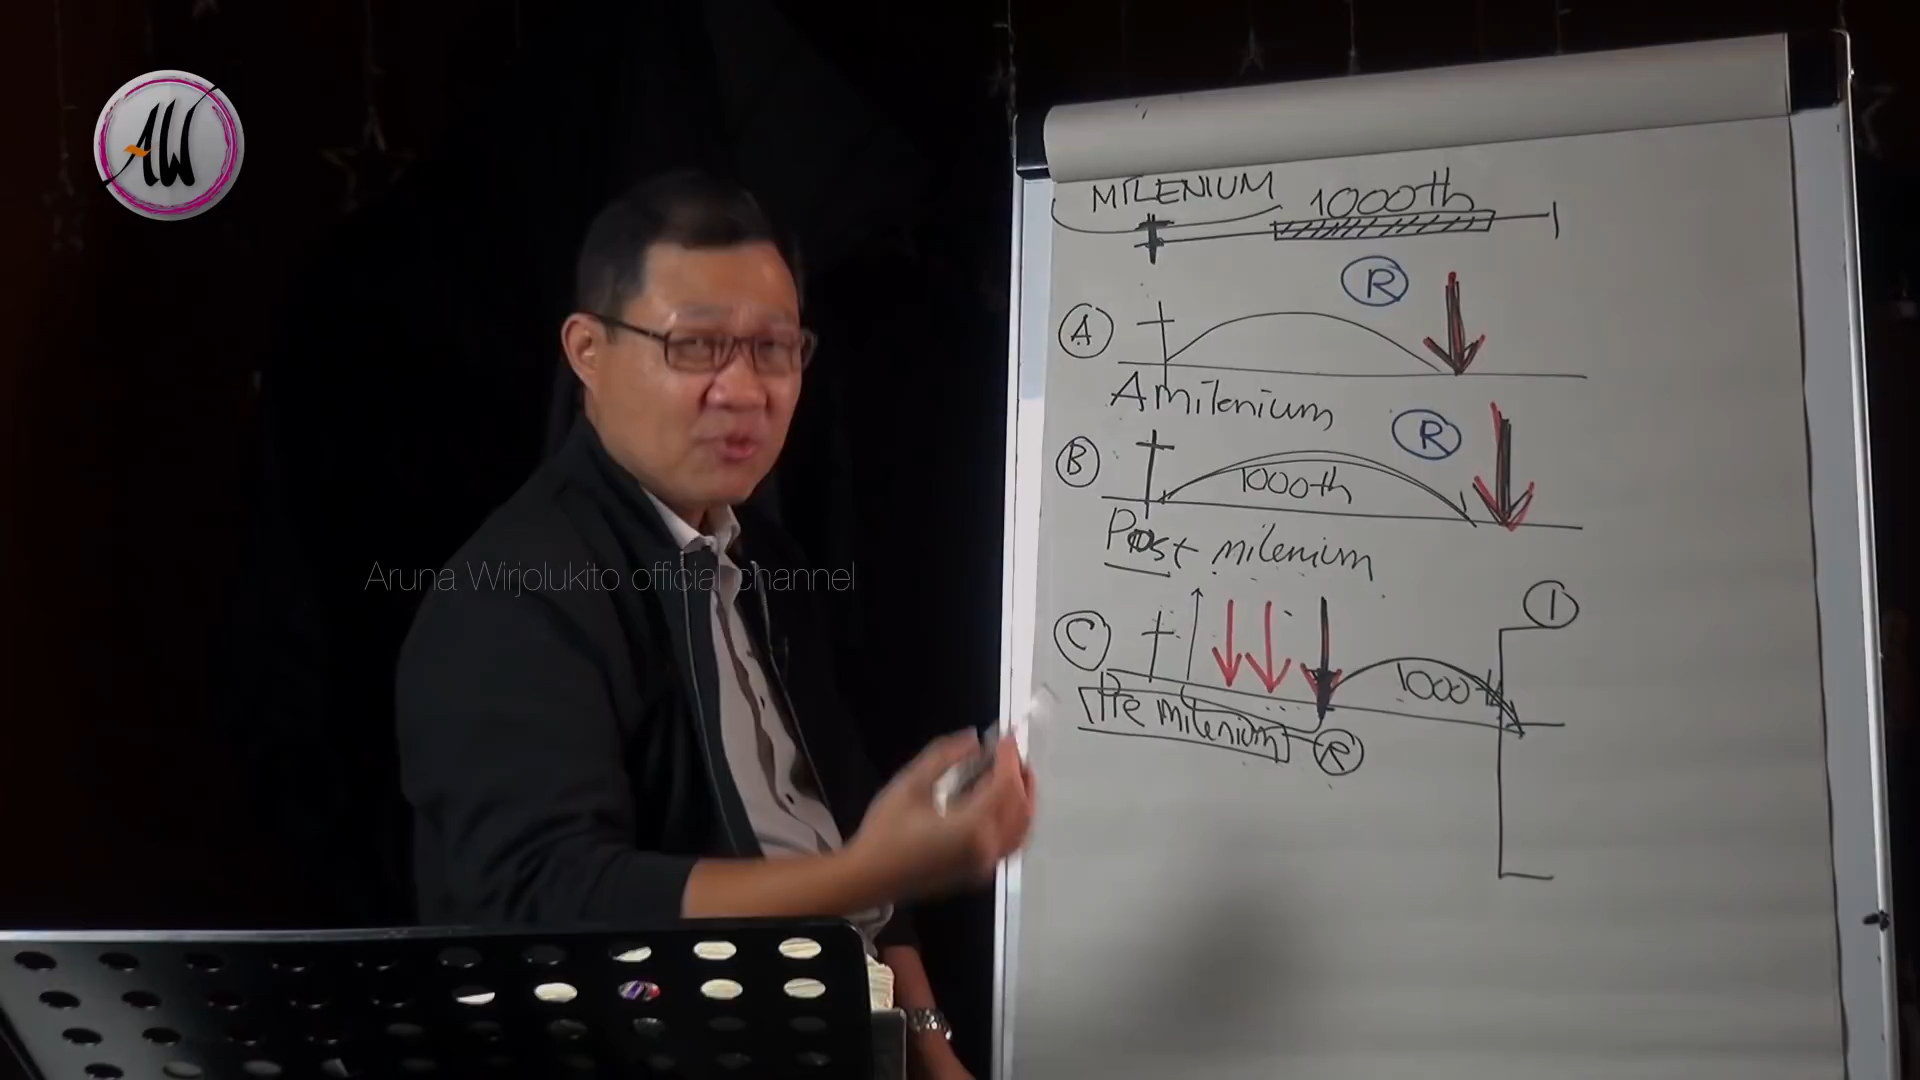 AW
MILENIUM
1000th
R
A
Amilenium
R
B
1000th
Post milenium
Aruna Wirjolukito official channel
1
C
1000th
Pre milenium
R